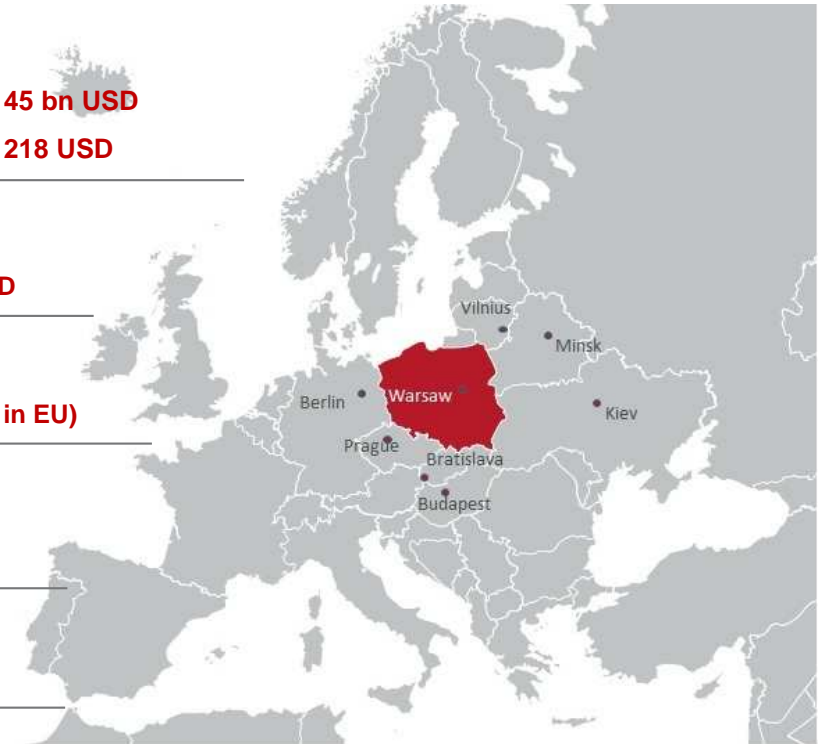 45 bn USD
218 USD
D
in EU)
Vilnius
Minsk
Berlin
Warsaw
Kiev
Prague
Bratislava
Budapest